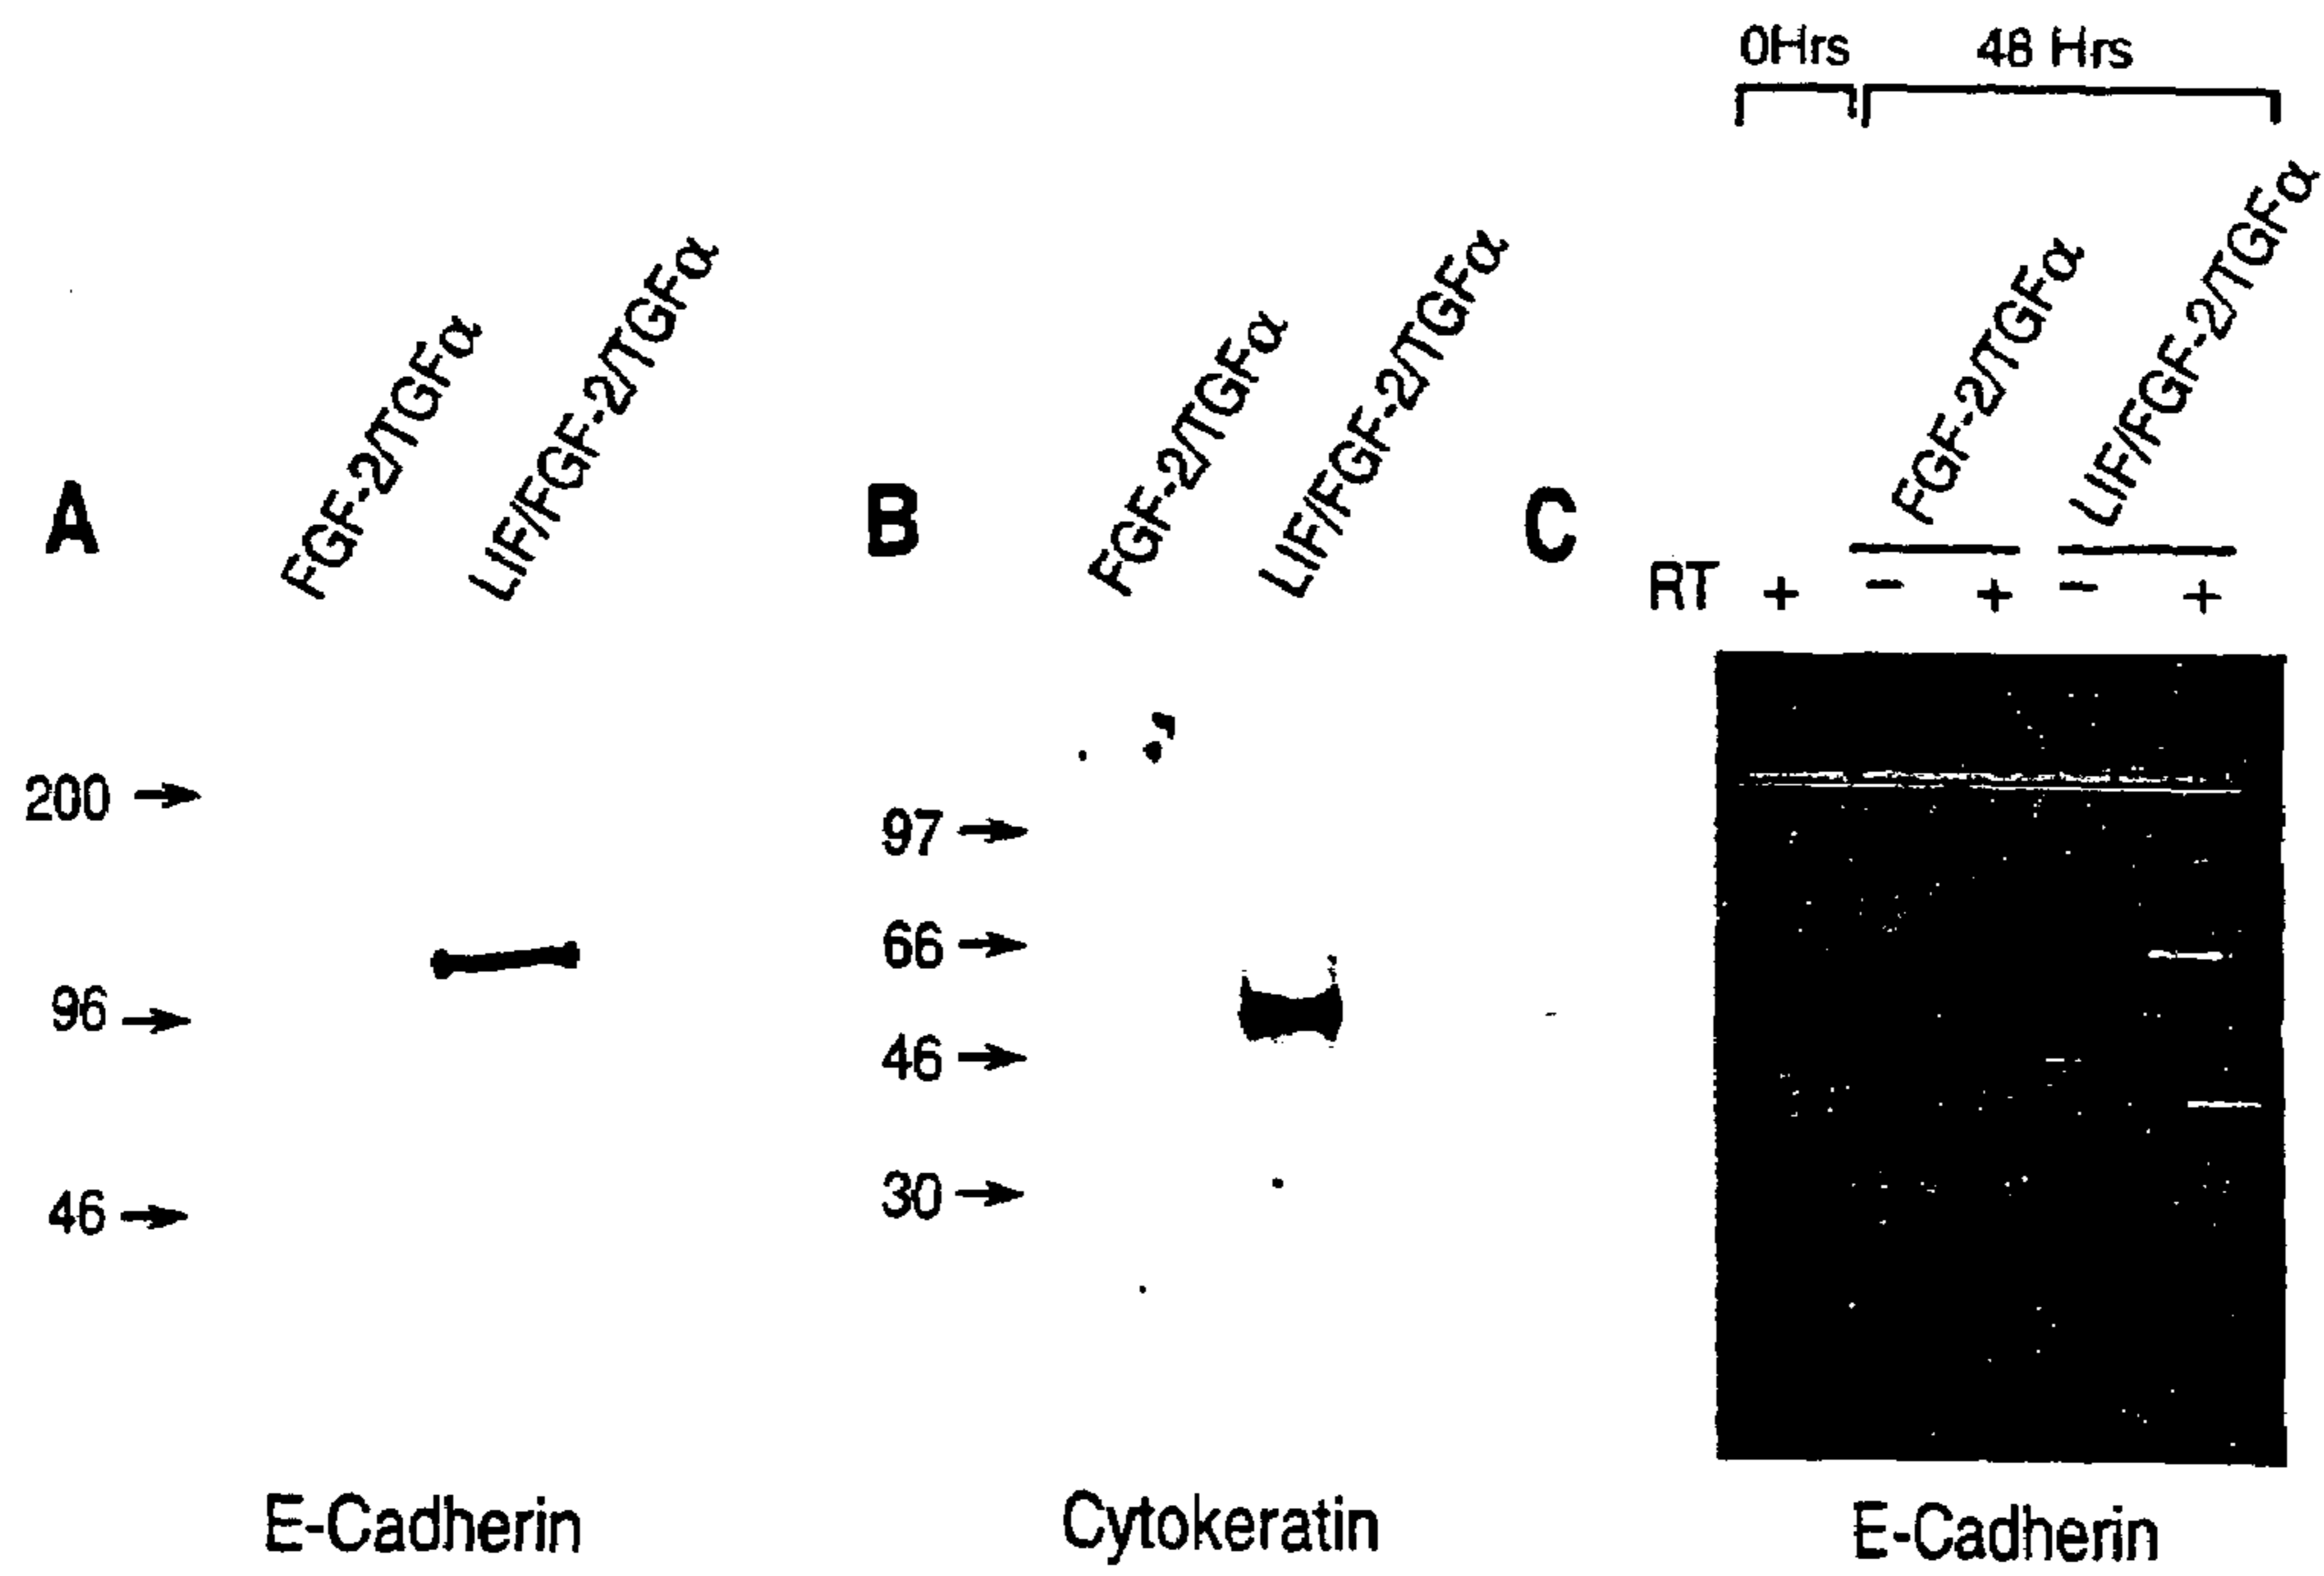 0Hrs 48 Hrs
A
FGF-2/TGFα
LIF/FGF-2/TGFα
200
96
46
E-Cadherin
B
FGF-2/TGFα
LIF/FGF-2/TGFα
97
66
46
30
Cytokeratin
C
FGF-2/TGFα
LIF/FGF-2/TGFα
RT + - + - +
E-Cadherin